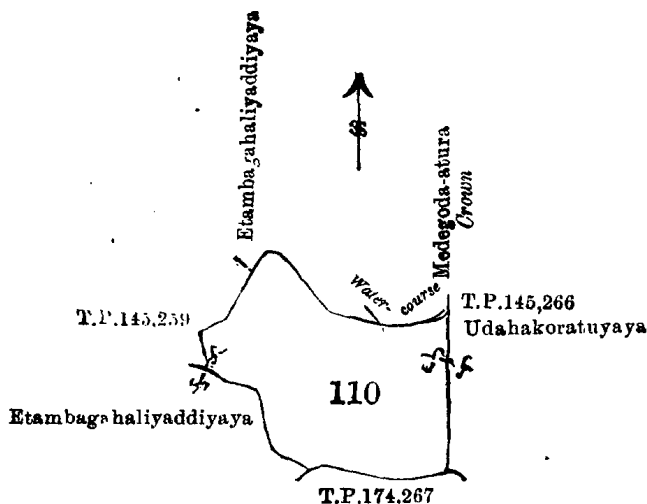 Etambagahaliyaddiyaya
Medegoda-atura
Crown
Water-
course
T.P.145,259
T.P.145,266
Udahakoratuyaya
110
Etambagahaliyaddiyaya
T.P.174,267